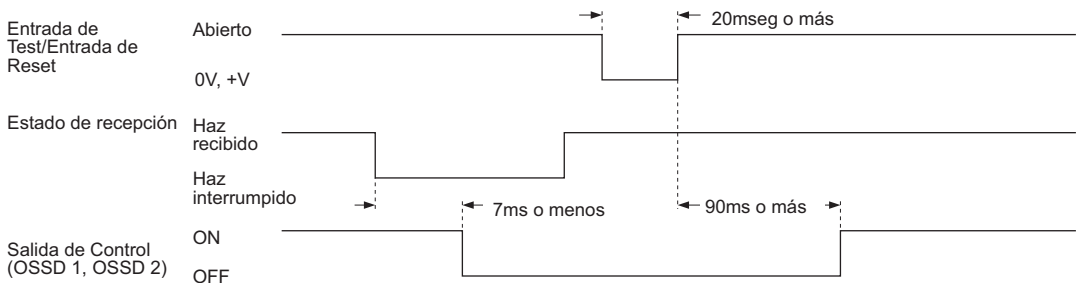 Entrada de
Test/Entrada de
Reset
Abierto
0V, +V
20mseg o más
Estado de recepción
Haz
recibido
Haz
interrumpido
7ms o menos
90ms o más
Salida de Control
(OSSD 1, OSSD 2)
ON
OFF